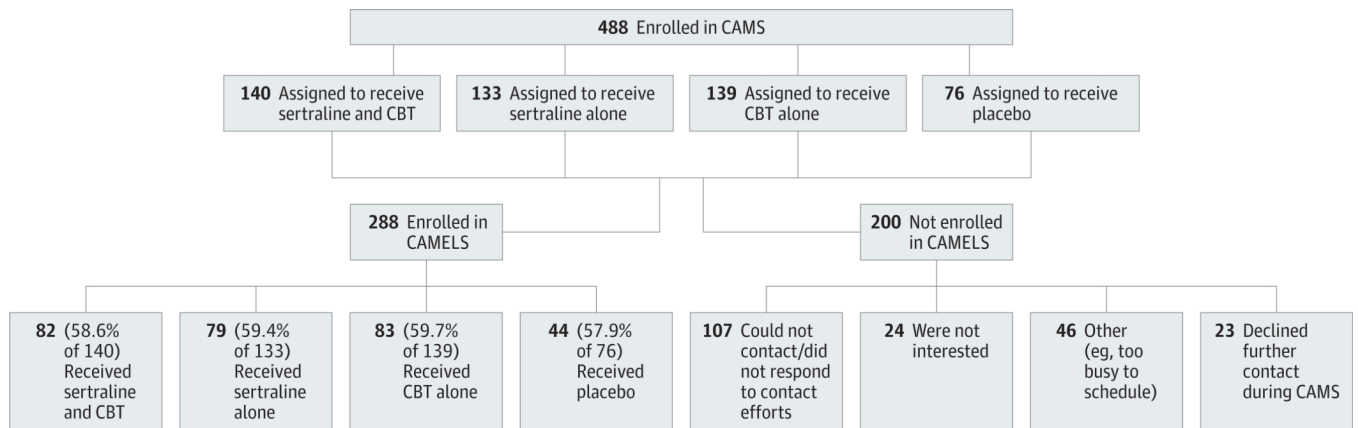 488 Enrolled in CAMS
140 Assigned to receive
sertraline and CBT
133 Assigned to receive
sertraline alone
139 Assigned to receive
CBT alone
76 Assigned to receive
placebo
288 Enrolled in
CAMELS
200 Not enrolled
in CAMELS
82 (58.6%
of 140)
Received
sertraline
and CBT
79 (59.4%
of 133)
Received
sertraline
alone
83 (59.7%
of 139)
Received
CBT alone
44 (57.9%
of 76)
Received
placebo
107 Could not
contact/did
not respond
to contact
efforts
24 Were not
interested
46 Other
(eg, too
busy to
schedule)
23 Declined
further
contact
during CAMS